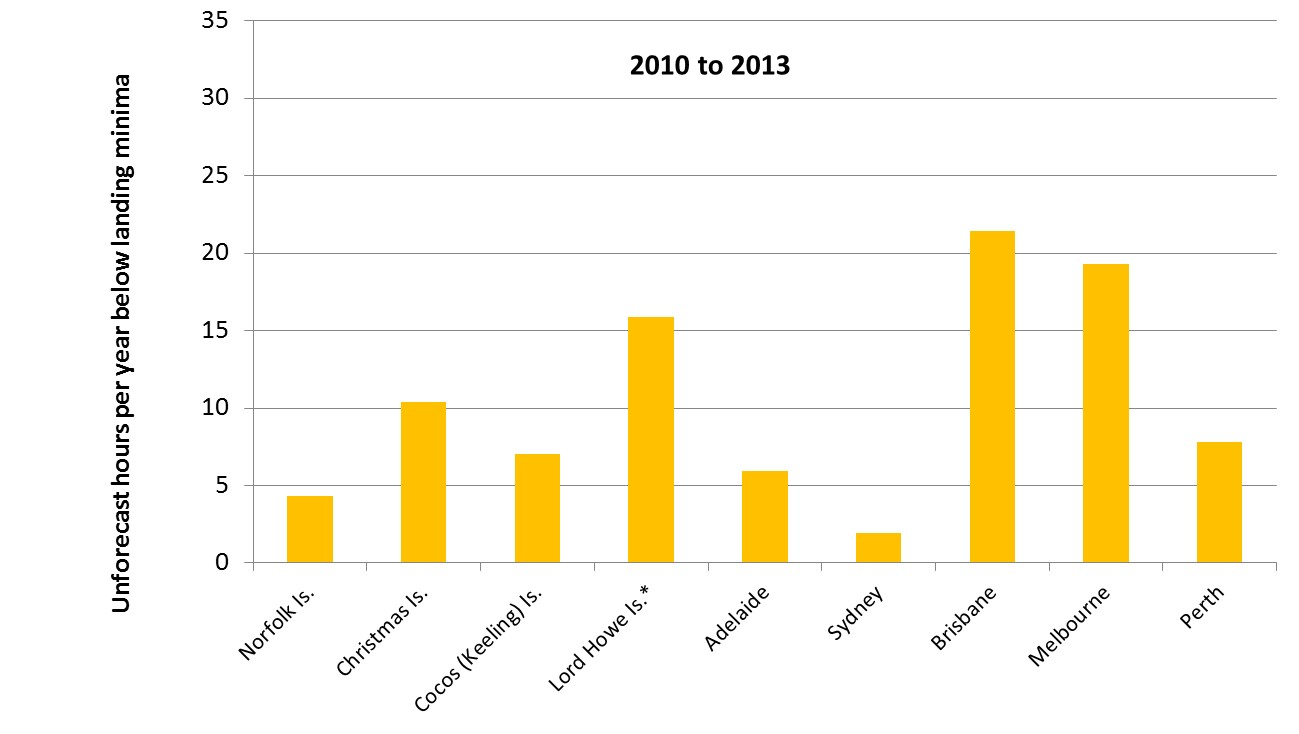 2010 to 2013
Unforecast hours per year below landing minima
35
30
25
20
15
10
5
0
Norfolk Is.
Christmas Is.
Cocos (Keeling) Is.
Lord Howe Is.*
Adelaide
Sydney
Brisbane
Melbourne
Perth